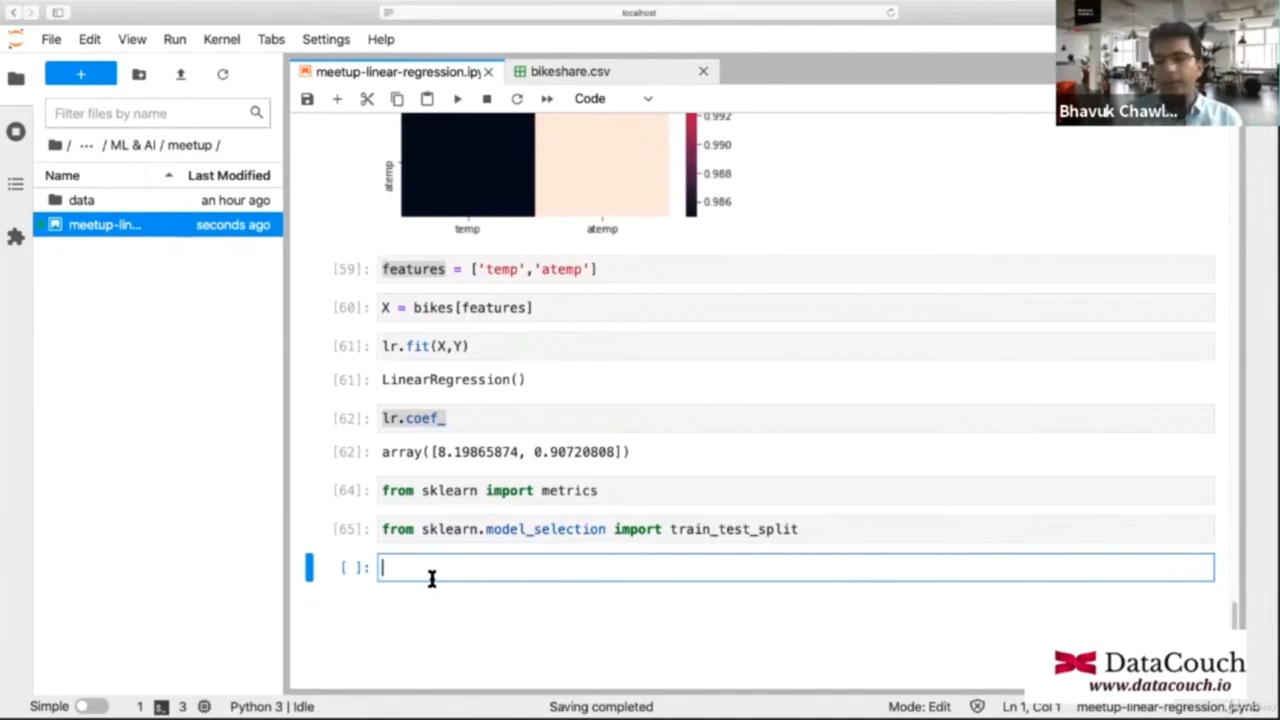 localhost
File Edit View Run Kernel Tabs Settings Help
meetup-linear-regression.ipy
bikeshare.csv
Code
Filter files by name
/ ··· / ML & AI / meetup /
Name Last Modified
data an hour ago
meetup-lin... seconds ago
Bhavuk Chawl...
0.992
0.990
0.988
0.986
atemp
temp atemp
[59]: features = ['temp','atemp']
[60]: X = bikes[features]
[61]: lr.fit(X,Y)
[61]: LinearRegression()
[62]: lr.coef_
[62]: array([8.19865874, 0.90720808])
[64]: from sklearn import metrics
[65]: from sklearn.model_selection import train_test_split
[ ]:
DataCouch
www.datacouch.io
Simple 1 3 Python 3 | Idle Saving completed Mode: Edit Ln 1, Col 1 meetup-linear-regression.ipynb